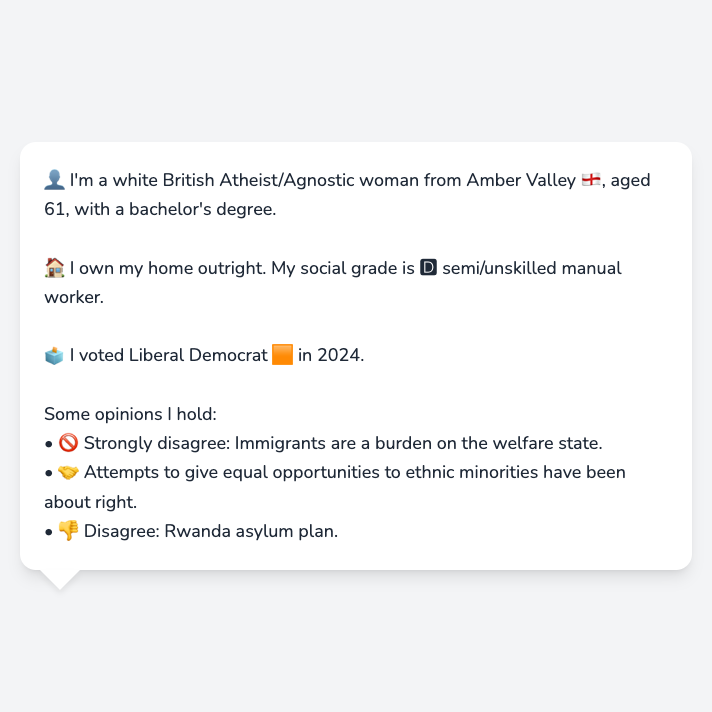 👤 I'm a white British Atheist/Agnostic woman from Amber Valley 🏴󠁧󠁢󠁥󠁮󠁧󠁿, aged
61, with a bachelor's degree.
🏠 I own my home outright. My social grade is 🅳 semi/unskilled manual
worker.
🗳️ I voted Liberal Democrat 🟧 in 2024.
Some opinions I hold:
• 🚫 Strongly disagree: Immigrants are a burden on the welfare state.
• 🤝 Attempts to give equal opportunities to ethnic minorities have been
about right.
• 👎 Disagree: Rwanda asylum plan.